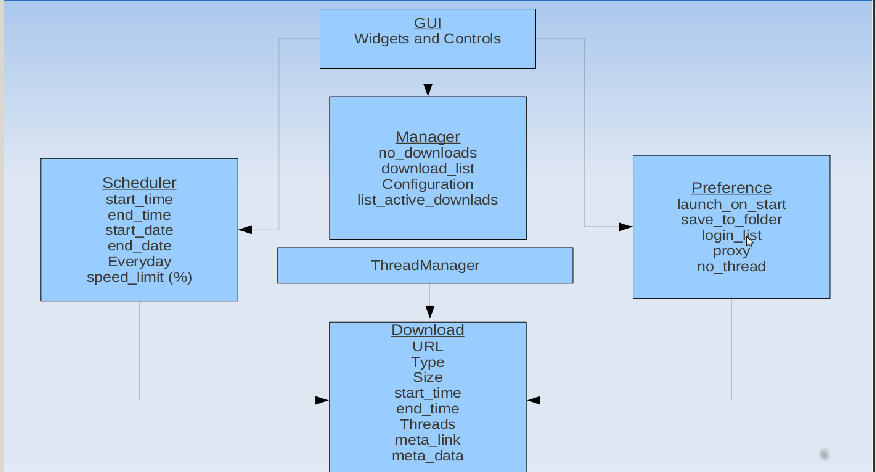 GUI
Widgets and Controls
Manager
no_downloads
download_list
Configuration
list_active_downlads
Scheduler
start_time
end_time
start_date
end_date
Everyday
speed_limit (%)
Preference
launch_on_start
save_to_folder
login_list
proxy
no_thread
ThreadManager
Download
URL
Type
Size
start_time
end_time
Threads
meta_link
meta_data